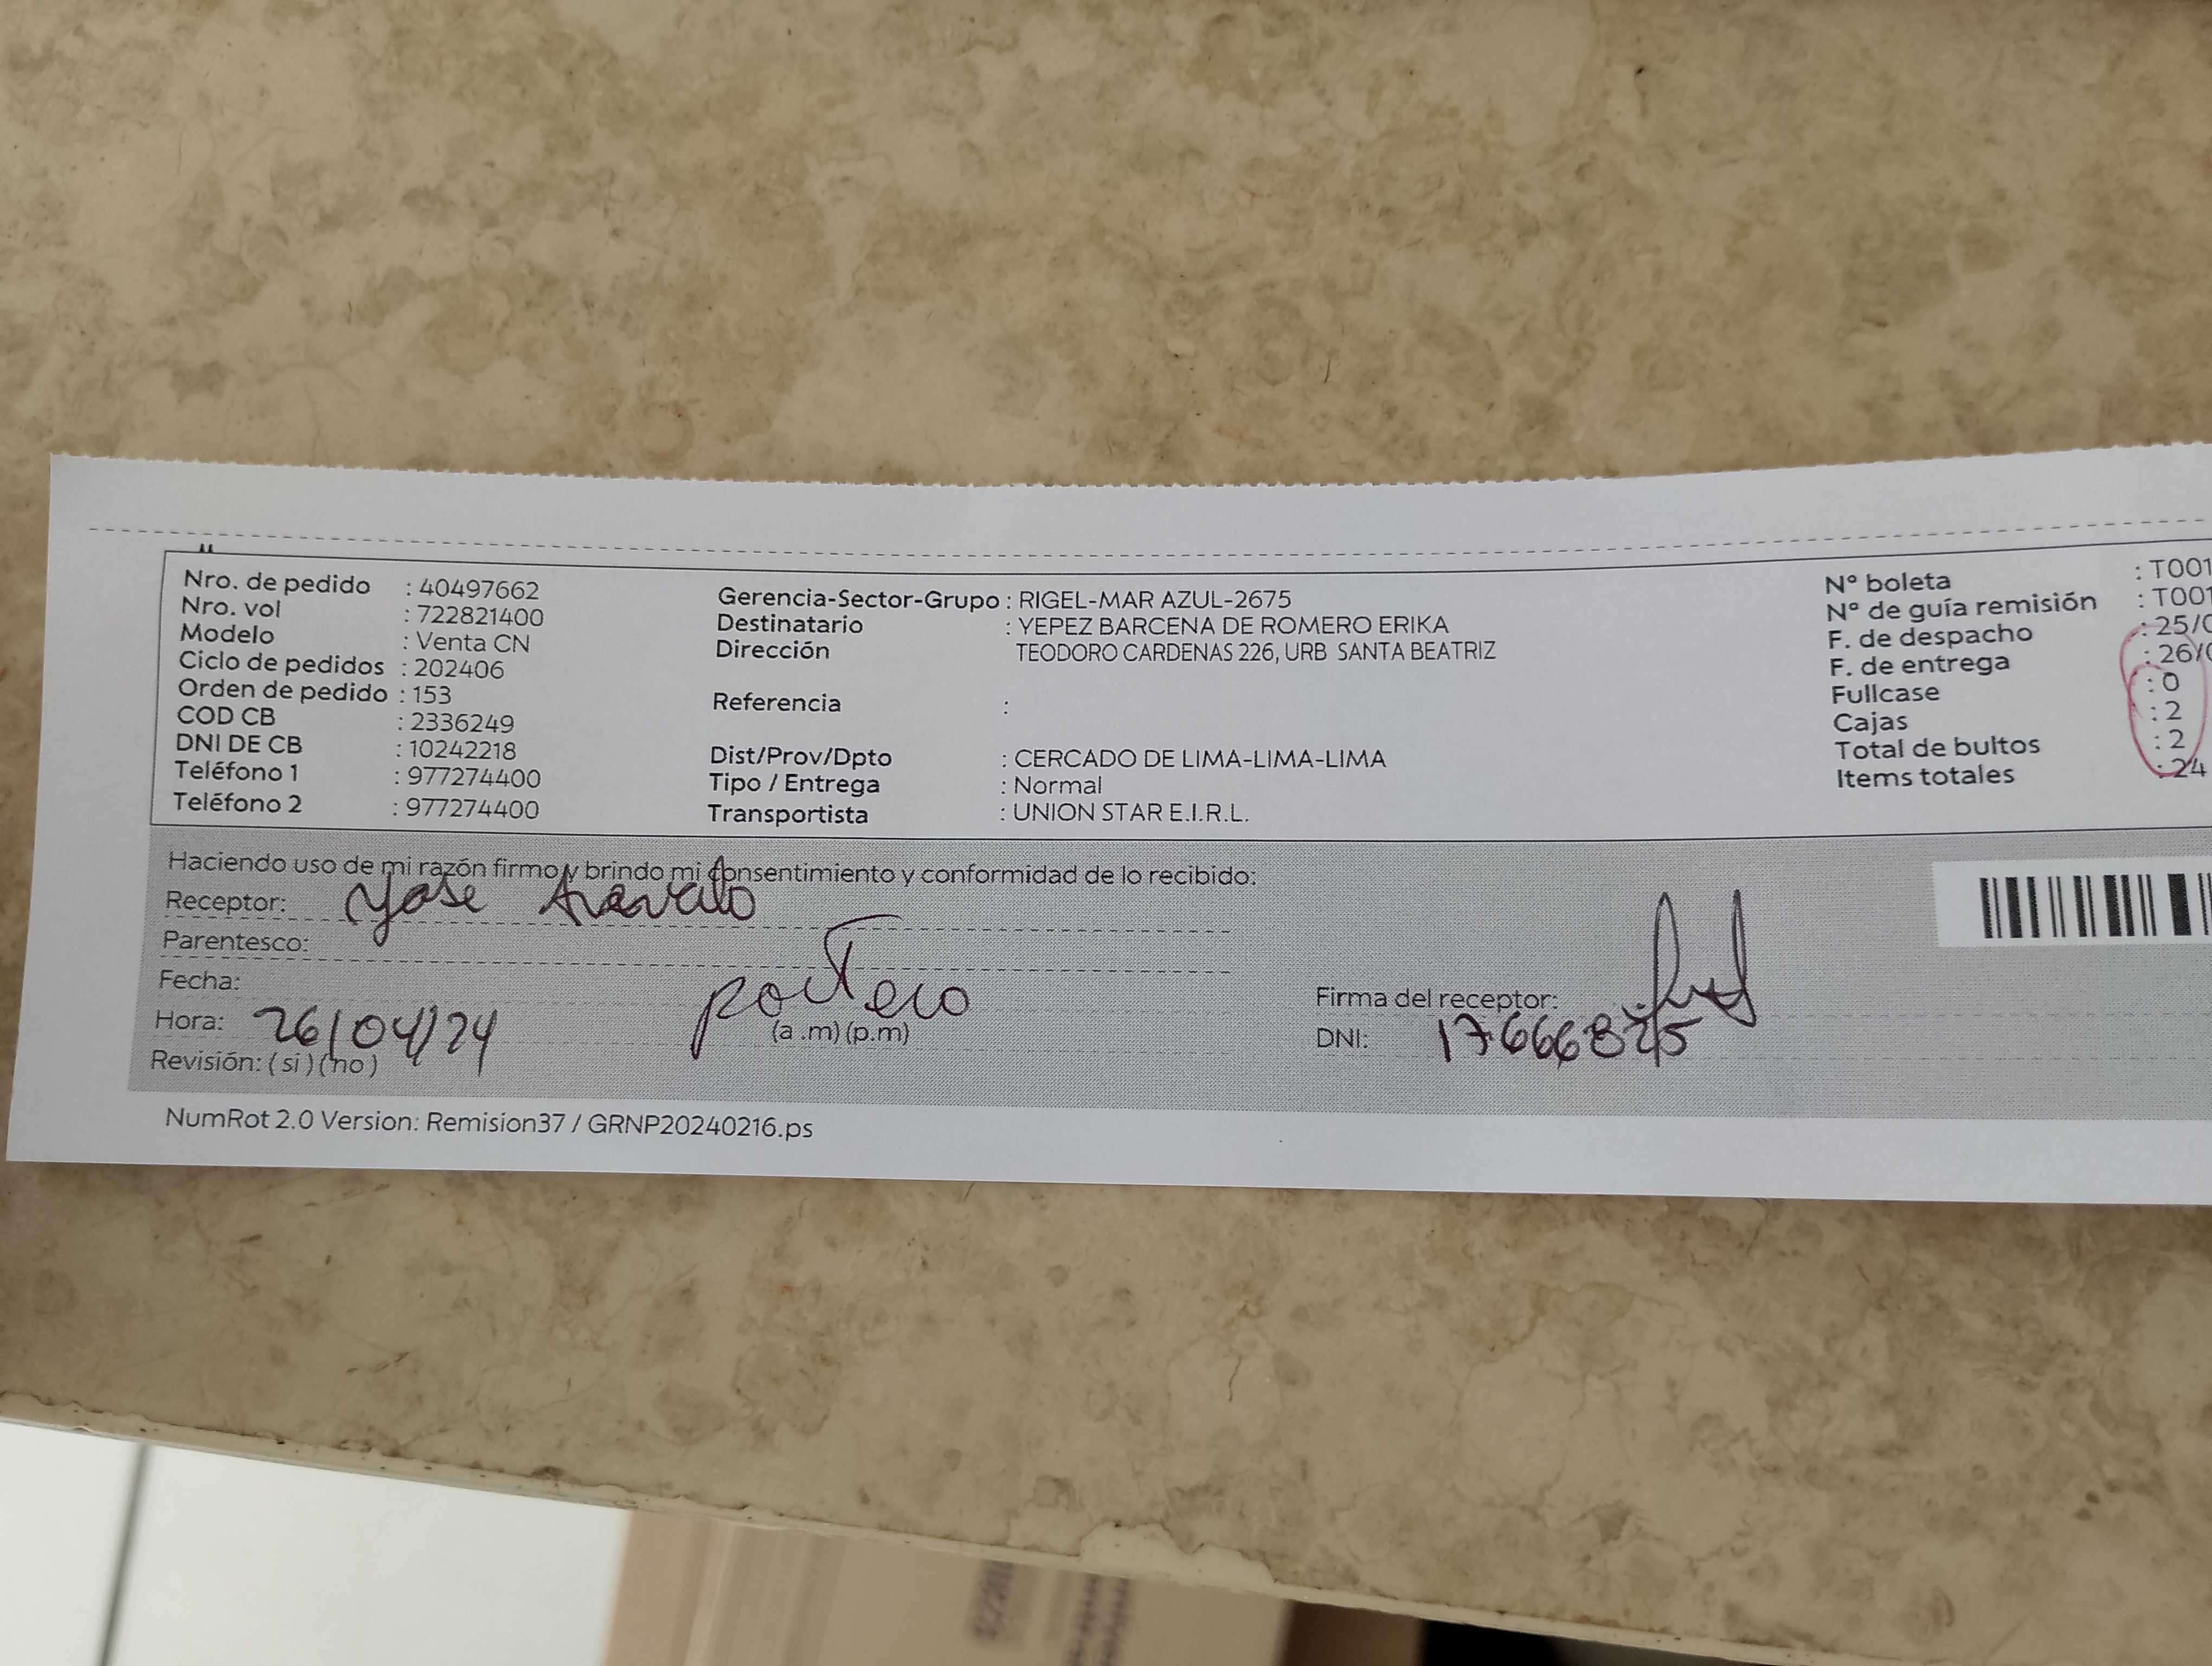 Nro. de pedido : 40497662
Nro. vol : 722821400
Modelo : Venta CN
Ciclo de pedidos : 202406
Orden de pedido : 153
COD CB : 2336249
DNI DE CB : 10242218
Teléfono 1 : 977274400
Teléfono 2 : 977274400
Gerencia-Sector-Grupo : RIGEL-MAR AZUL-2675
Destinatario : YEPEZ BARCENA DE ROMERO ERIKA
Dirección TEODORO CARDENAS 226, URB SANTA BEATRIZ
Referencia :
Dist/Prov/Dpto : CERCADO DE LIMA-LIMA-LIMA
Tipo / Entrega : Normal
Transportista : UNION STAR E.I.R.L.
N° boleta : T001
N° de guía remisión : T001
F. de despacho : 25/0
F. de entrega : 26/0
Fullcase : 0
Cajas : 2
Total de bultos : 2
Items totales : 24
Haciendo uso de mi razón firmo y brindo mi consentimiento y conformidad de lo recibido:
Receptor: Jose Arevalo
Parentesco:
Fecha: portero
Hora: 26/04/24 (a .m) (p.m)
Revisión: ( si ) ( no )
Firma del receptor:
DNI: 17666825
NumRot 2.0 Version: Remision37 / GRNP20240216.ps